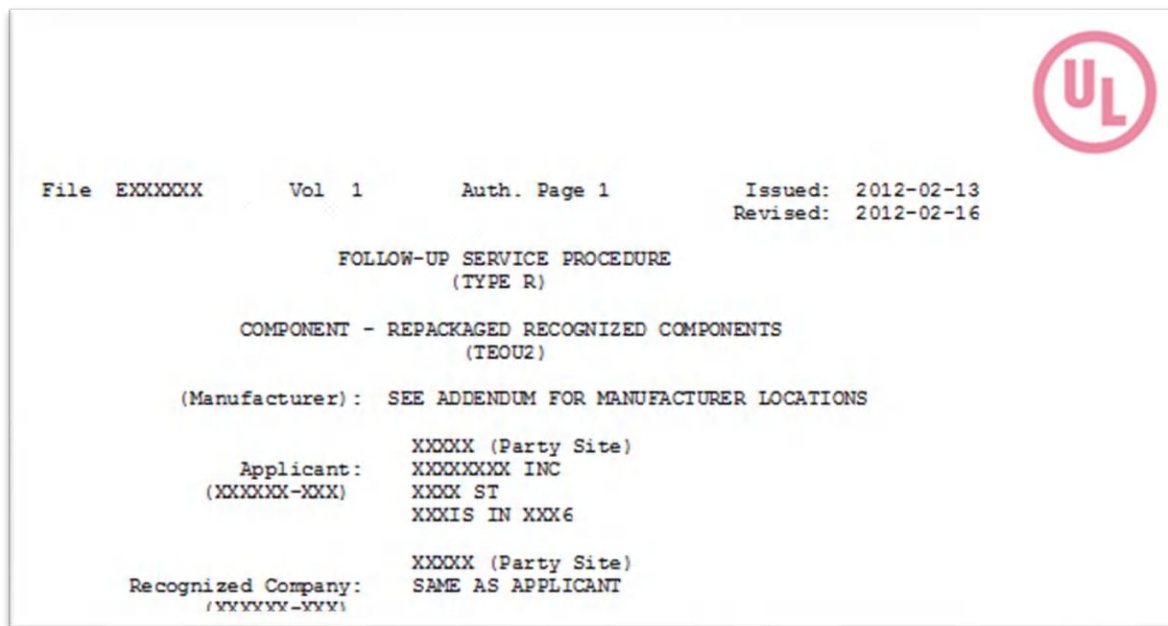 UL
File EXXXXXX Vol 1 Auth. Page 1 Issued: 2012-02-13
Revised: 2012-02-16
FOLLOW-UP SERVICE PROCEDURE
(TYPE R)
COMPONENT - REPACKAGED RECOGNIZED COMPONENTS
(TEOU2)
(Manufacturer): SEE ADDENDUM FOR MANUFACTURER LOCATIONS
XXXXX (Party Site)
Applicant: XXXXXXXX INC
(XXXXXX-XXX) XXXX ST
XXXIS IN XXX6
XXXXX (Party Site)
Recognized Company: SAME AS APPLICANT
(XXXXXX-XXX)